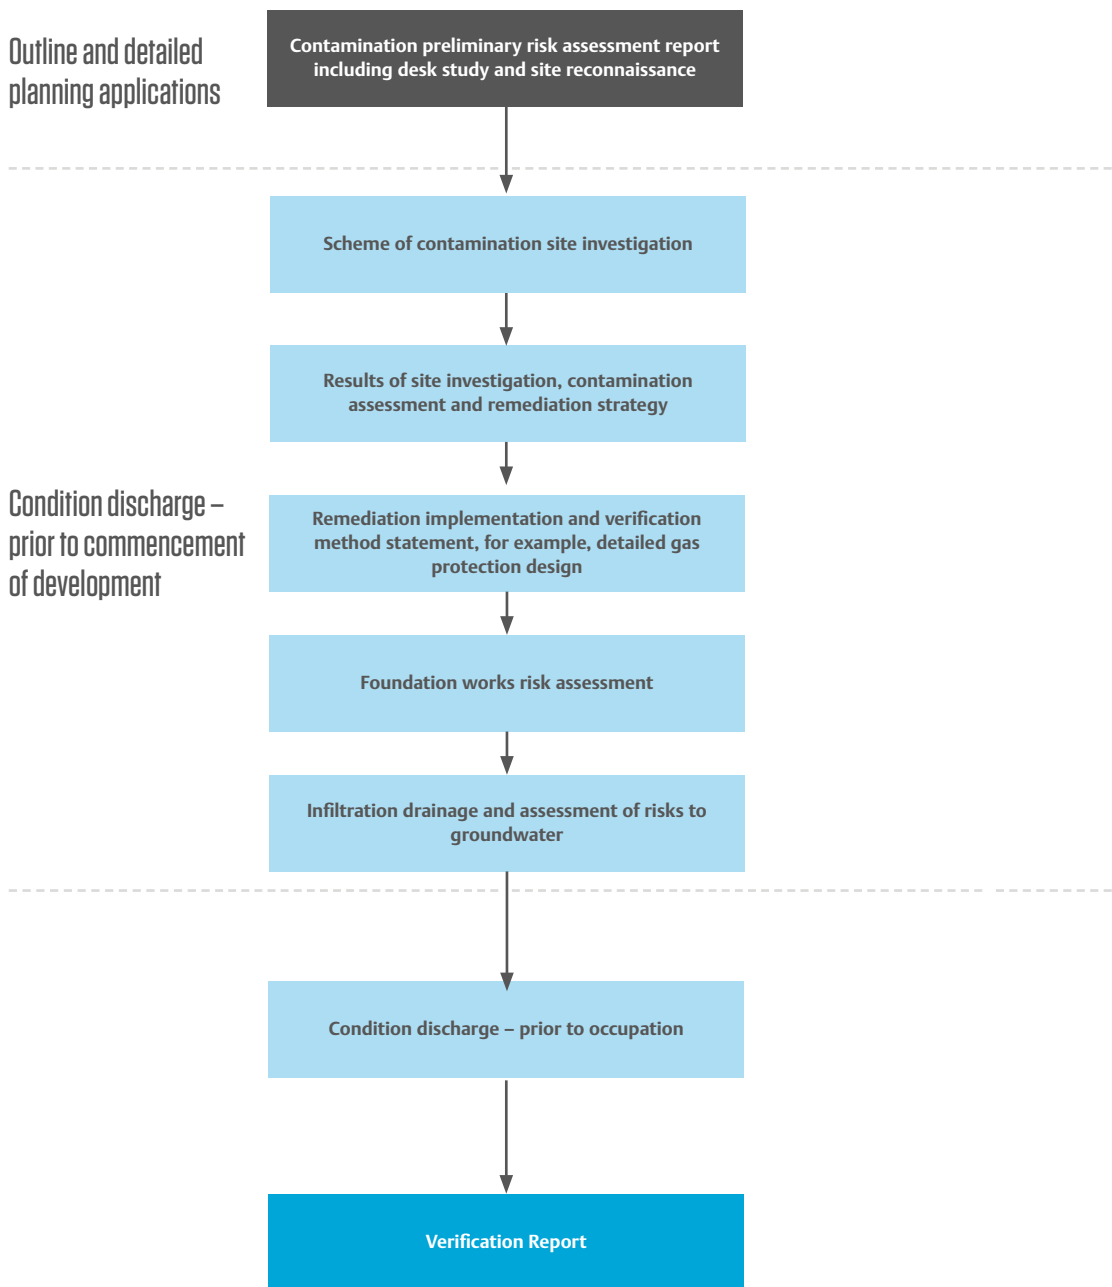 Outline and detailed
planning applications
Contamination preliminary risk assessment report
including desk study and site reconnaissance
Scheme of contamination site investigation
Results of site investigation, contamination
assessment and remediation strategy
Condition discharge –
prior to commencement
of development
Remediation implementation and verification
method statement, for example, detailed gas
protection design
Foundation works risk assessment
Infiltration drainage and assessment of risks to
groundwater
Condition discharge – prior to occupation
Verification Report